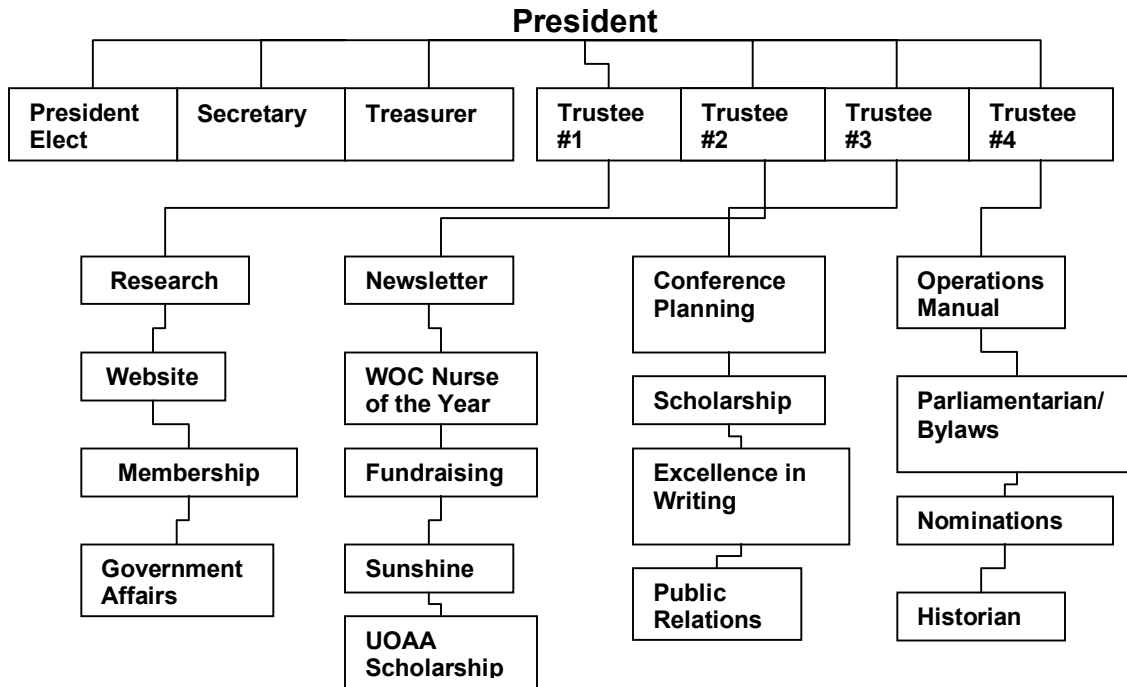 President
President
Elect
Secretary
Treasurer
Trustee
#1
Trustee
#2
Trustee
#3
Trustee
#4
Research
Website
Membership
Government
Affairs
Newsletter
WOC Nurse
of the Year
Fundraising
Sunshine
UOAA
Scholarship
Conference
Planning
Scholarship
Excellence in
Writing
Public
Relations
Operations
Manual
Parliamentarian/
Bylaws
Nominations
Historian